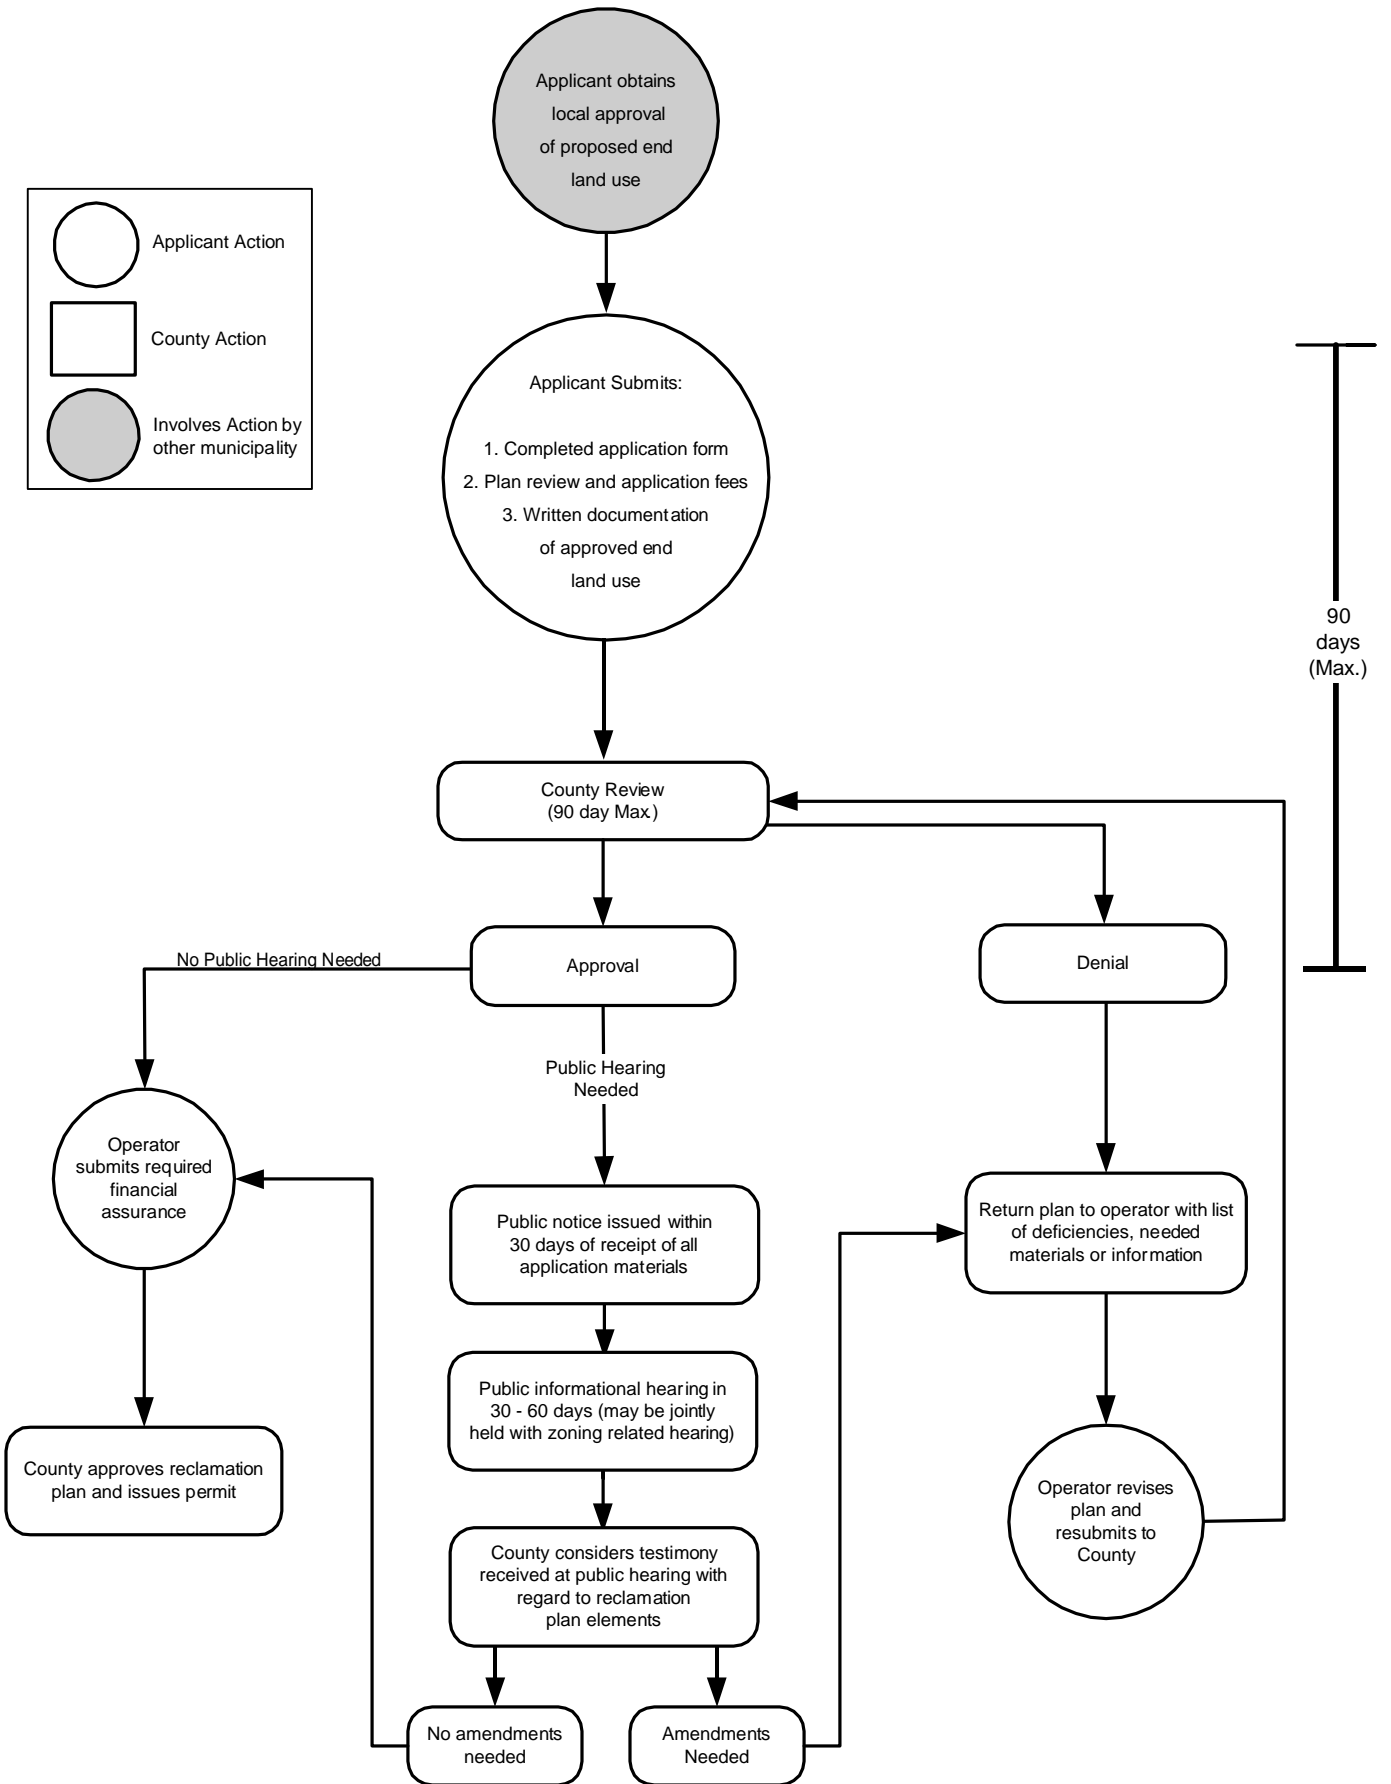 Applicant obtains
local approval
of proposed end
land use
Applicant Action
County Action
Involves Action by
other municipality
Applicant Submits:
1. Completed application form
2. Plan review and application fees
3. Written documentation
of approved end
land use
90
days
(Max.)
County Review
(90 day Max.)
No Public Hearing Needed
Approval
Denial
Public Hearing
Needed
Operator
submits required
financial
assurance
Public notice issued within
30 days of receipt of all
application materials
Return plan to operator with list
of deficiencies, needed
materials or information
Public informational hearing in
30 - 60 days (may be jointly
held with zoning related hearing)
County approves reclamation
plan and issues permit
Operator revises
plan and
resubmits to
County
County considers testimony
received at public hearing with
regard to reclamation
plan elements
No amendments
needed
Amendments
Needed